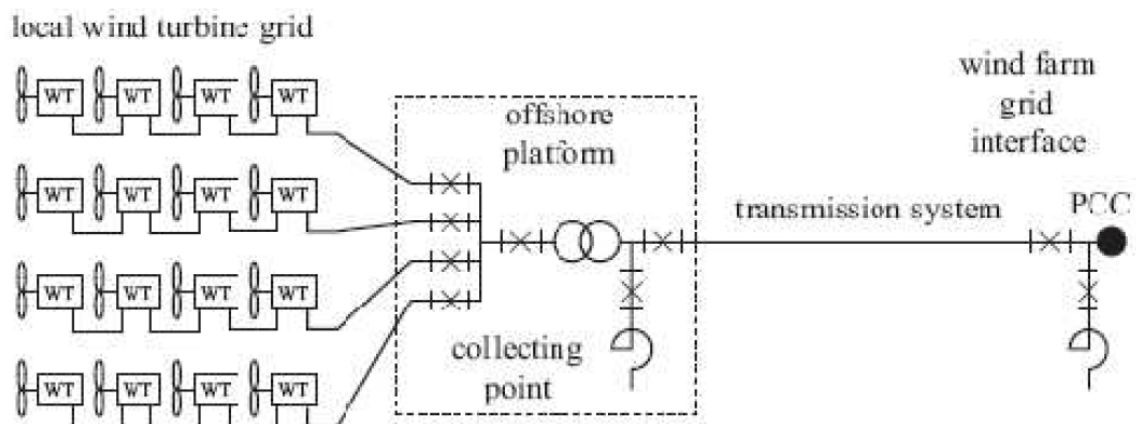 local wind turbine grid
WT WT WT WT
WT WT WT WT
WT WT WT WT
WT WT WT WT
offshore
platform
collecting
point
transmission system
wind farm
grid
interface
PCC